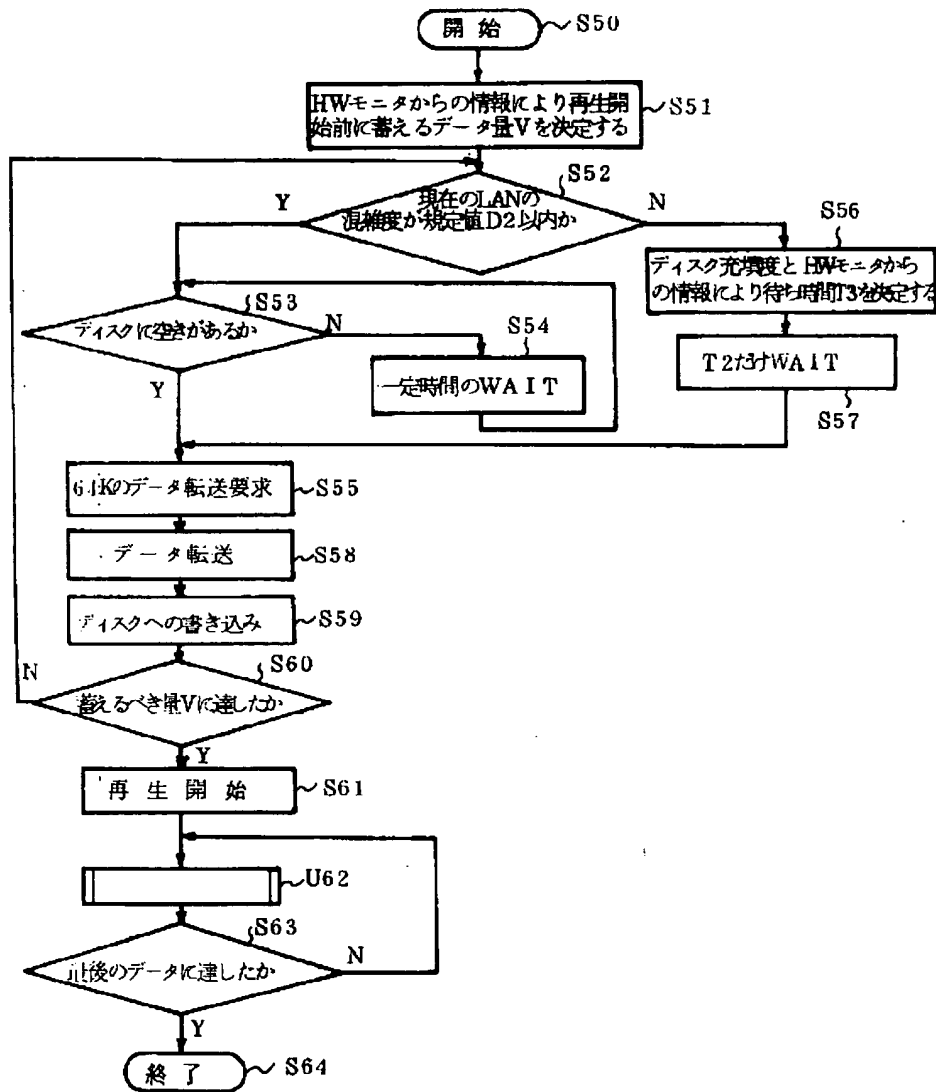 開始
S50
HWモニタからの情報により再生開
始前に蓄えるデータ量Vを決定する
S51
S52
現在のLANの
混雑度が規定値D2以内か
Y
N
S56
ディスク充填度とHWモニタから
の情報により待ち時間T3を決定する
S53
ディスクに空きがあるか
N
S54
一定時間のWAIT
T2だけWAIT
S57
Y
64Kのデータ転送要求
S55
データ転送
S58
ディスクへの書き込み
S59
S60
N
蓄えるべき量Vに達したか
Y
再生開始
S61
U62
S63
最後のデータに達したか
N
Y
終了
S64